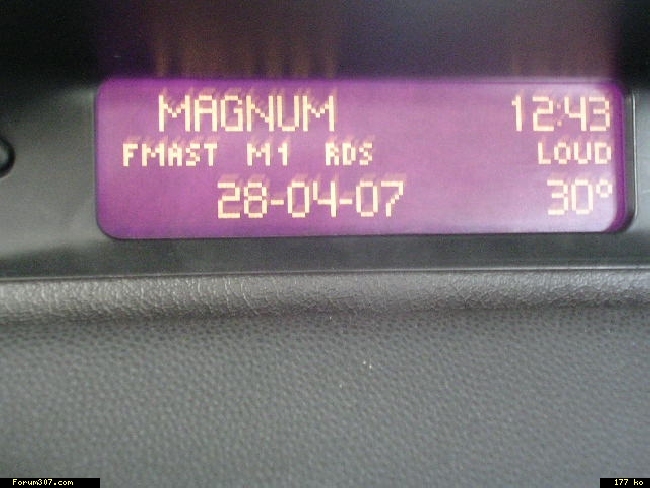 MAGNUM 12:43
FMAST M1 RDS LOUD
28-04-07 30°
Forum307.com 177 ko